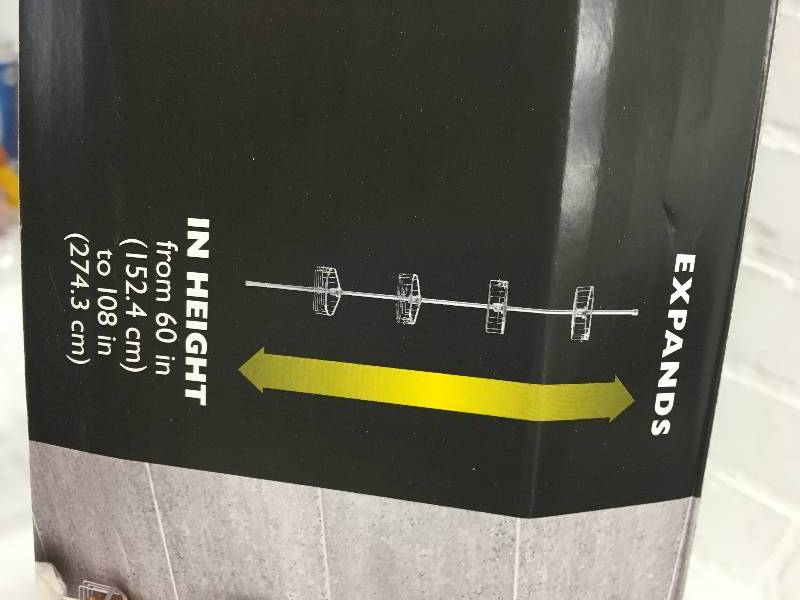 EXPANDS
IN HEIGHT
from 60 in
(152.4 cm)
to 108 in
(274.3 cm)